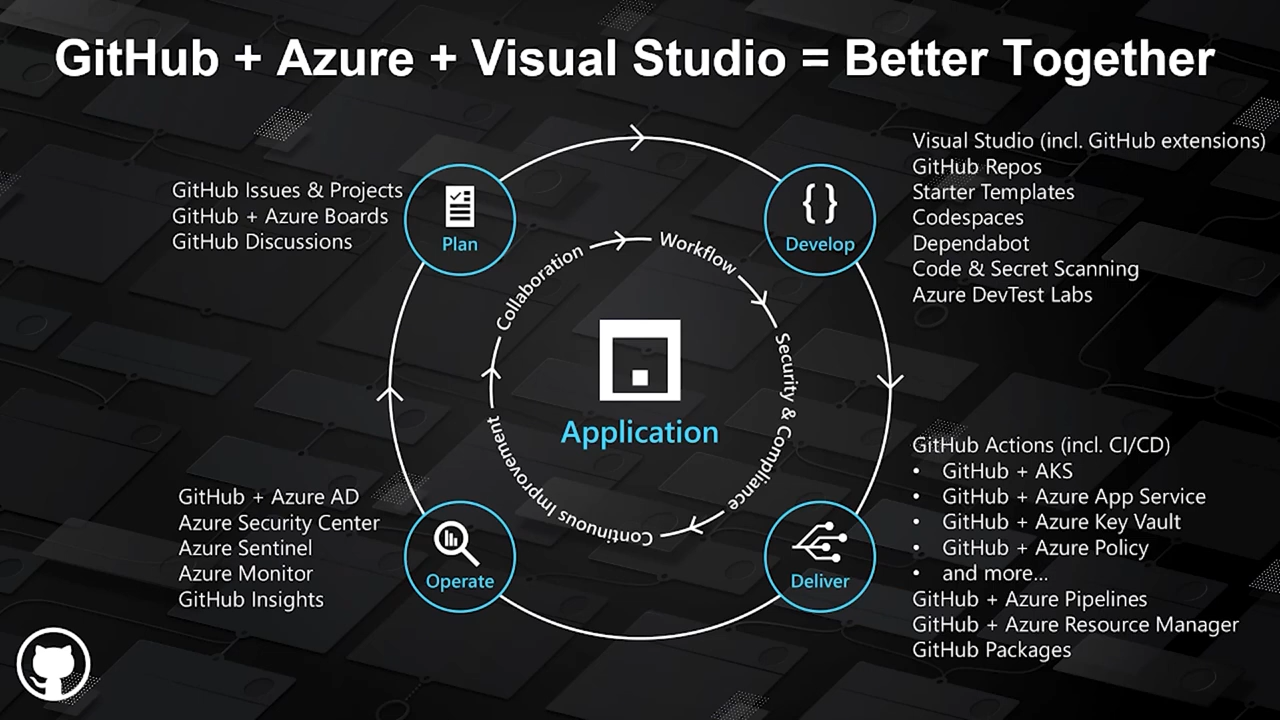 GitHub + Azure + Visual Studio = Better Together
GitHub Issues & Projects
GitHub + Azure Boards
GitHub Discussions
Plan
Develop
Visual Studio (incl. GitHub extensions)
GitHub Repos
Starter Templates
Codespaces
Dependabot
Code & Secret Scanning
Azure DevTest Labs
Collaboration
Workflow
Security & Compliance
Continuous Improvement
Application
GitHub + Azure AD
Azure Security Center
Azure Sentinel
Azure Monitor
GitHub Insights
Operate
Deliver
GitHub Actions (incl. CI/CD)
• GitHub + AKS
• GitHub + Azure App Service
• GitHub + Azure Key Vault
• GitHub + Azure Policy
• and more...
GitHub + Azure Pipelines
GitHub + Azure Resource Manager
GitHub Packages